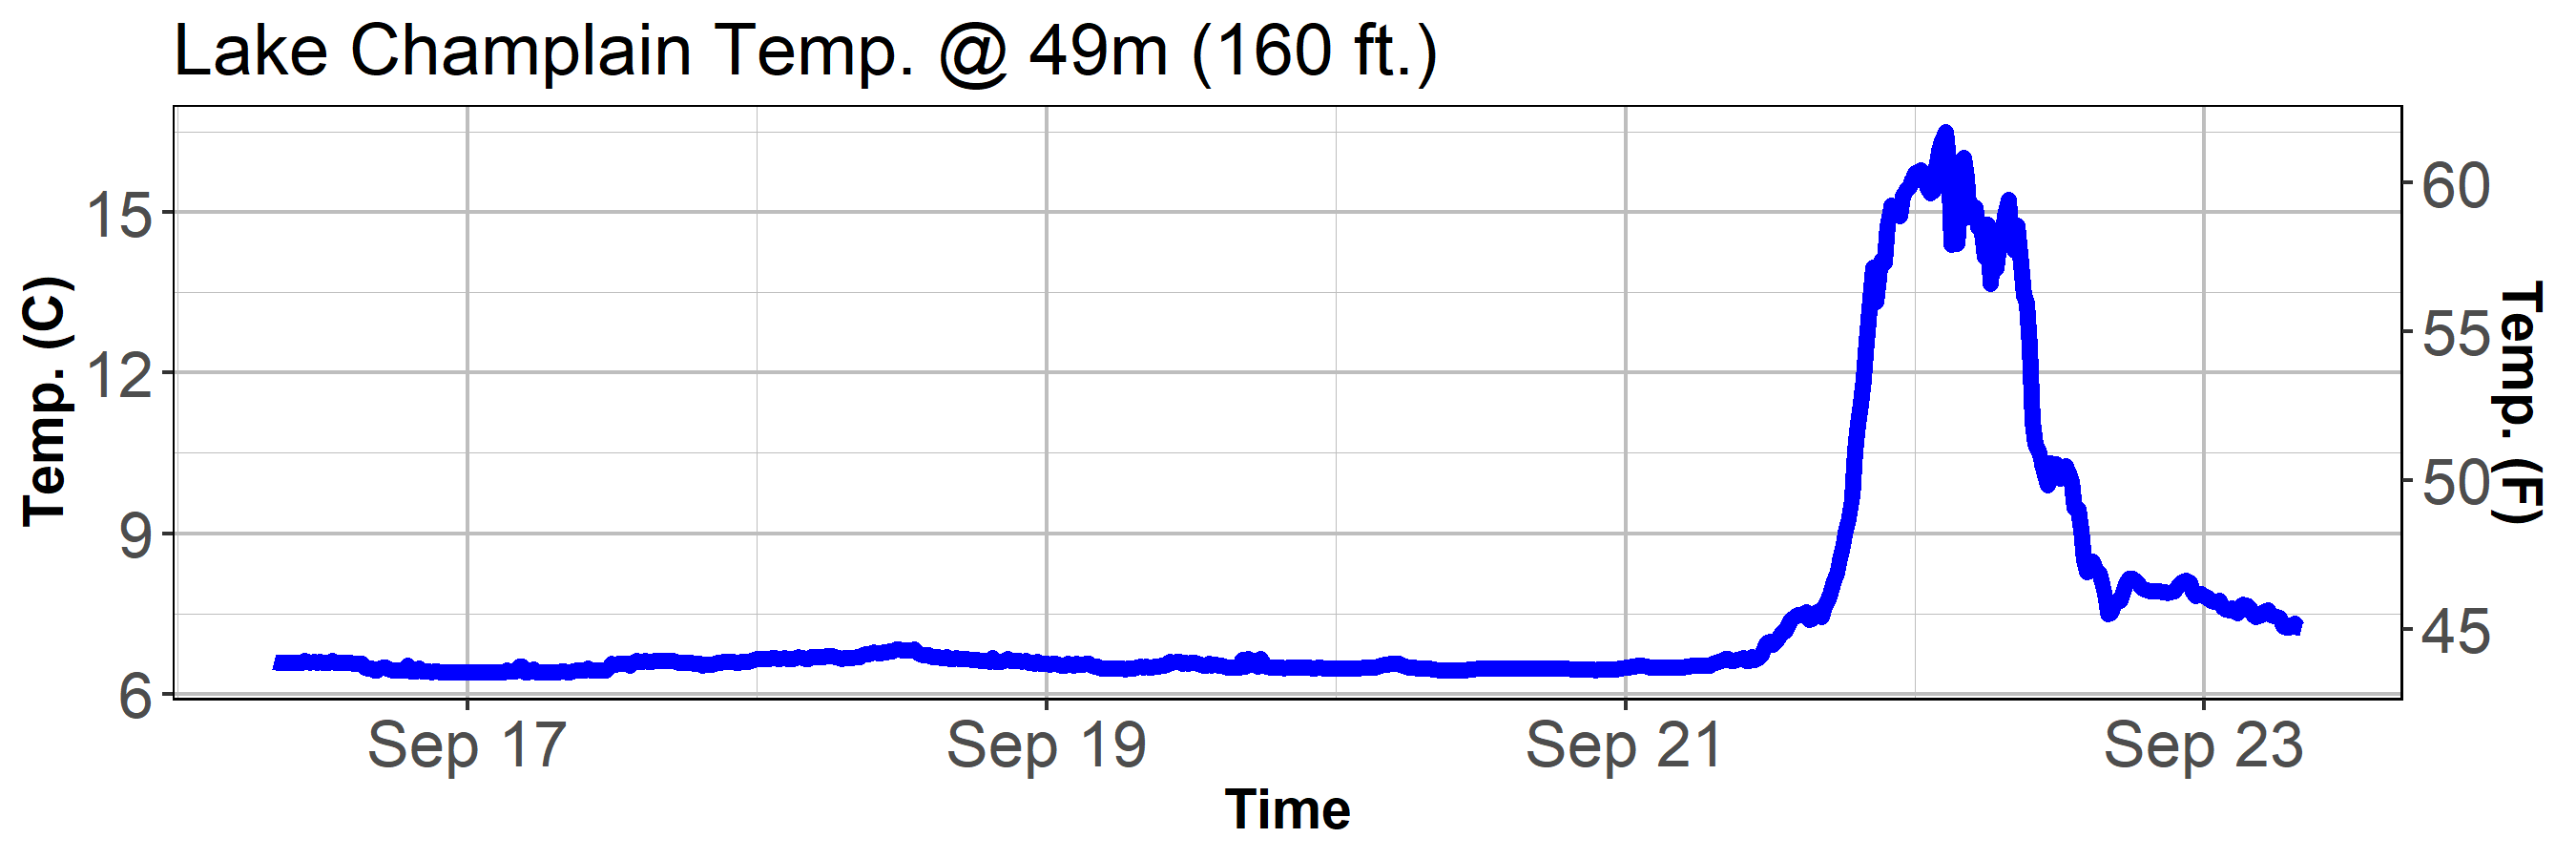 Lake Champlain Temp. @ 49m (160 ft.)
Temp. (C)
15
12
9
6
60
55
50
45
Temp. (F)
Sep 17
Sep 19
Sep 21
Sep 23
Time